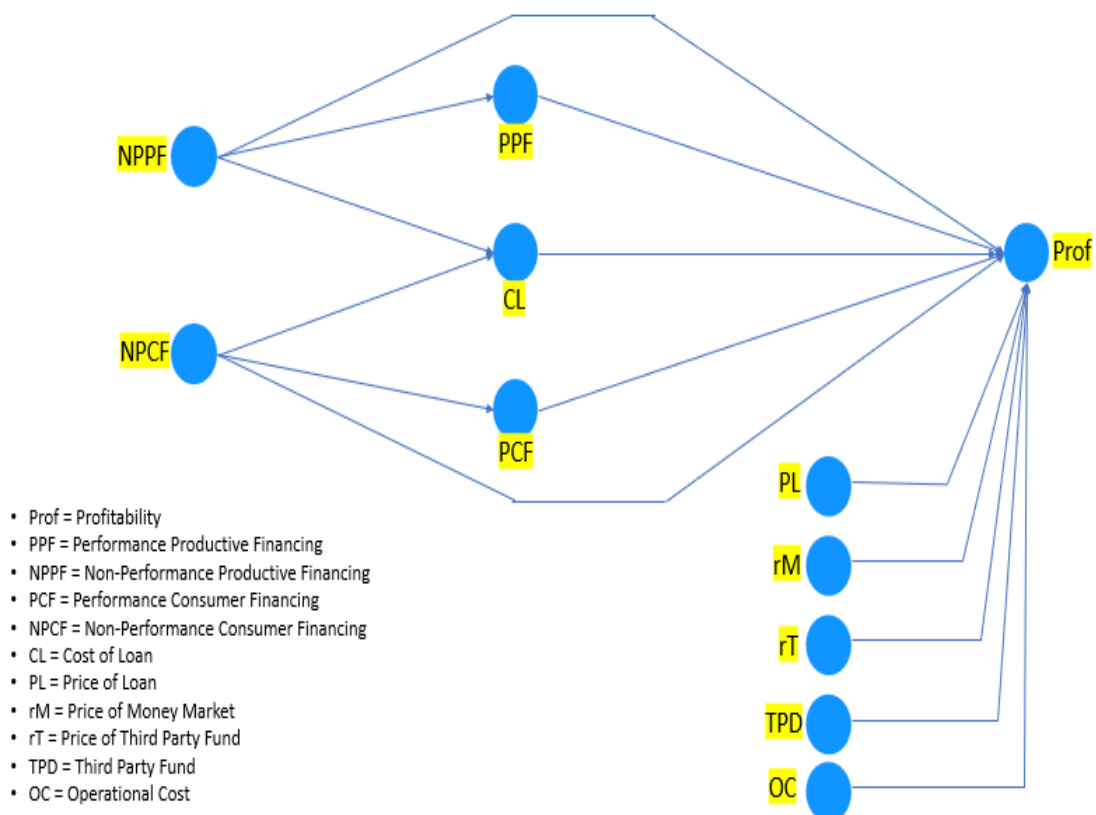 PPF
NPPF
Prof
CL
NPCF
PCF
PL
rM
rT
TPD
OC
• Prof = Profitability
• PPF = Performance Productive Financing
• NPPF = Non-Performance Productive Financing
• PCF = Performance Consumer Financing
• NPCF = Non-Performance Consumer Financing
• CL = Cost of Loan
• PL = Price of Loan
• rM = Price of Money Market
• rT = Price of Third Party Fund
• TPD = Third Party Fund
• OC = Operational Cost